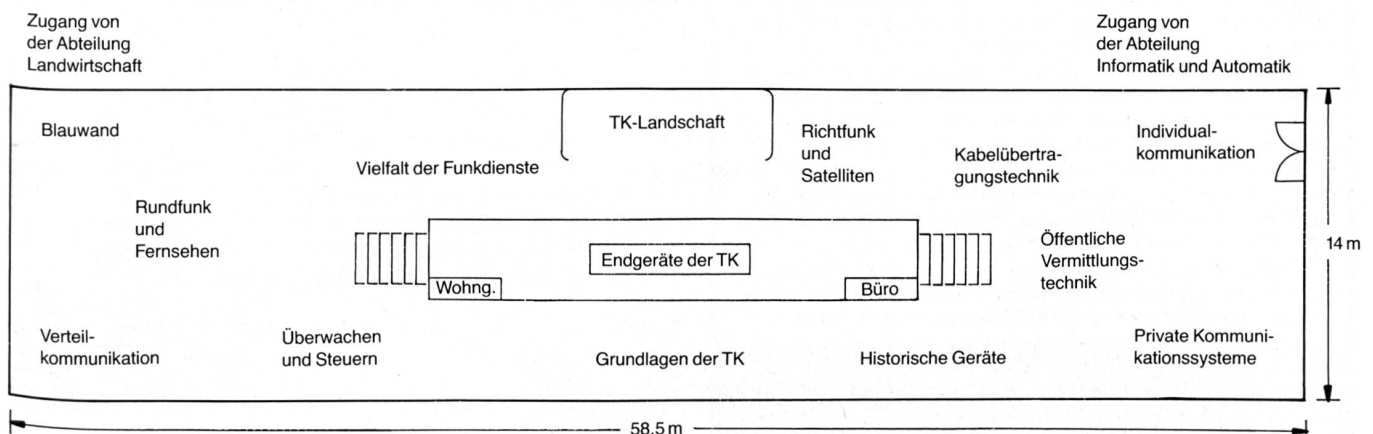 Zugang von
der Abteilung
Landwirtschaft
Zugang von
der Abteilung
Informatik und Automatik
Blauwand
TK-Landschaft
Richtfunk
und
Satelliten
Individual-
kommunikation
Vielfalt der Funkdienste
Kabelübertra-
gungstechnik
Rundfunk
und
Fernsehen
Endgeräte der TK
Öffentliche
Vermittlungs-
technik
14 m
Wohng.
Büro
Verteil-
kommunikation
Überwachen
und Steuern
Grundlagen der TK
Historische Geräte
Private Kommuni-
kationssysteme
58,5 m